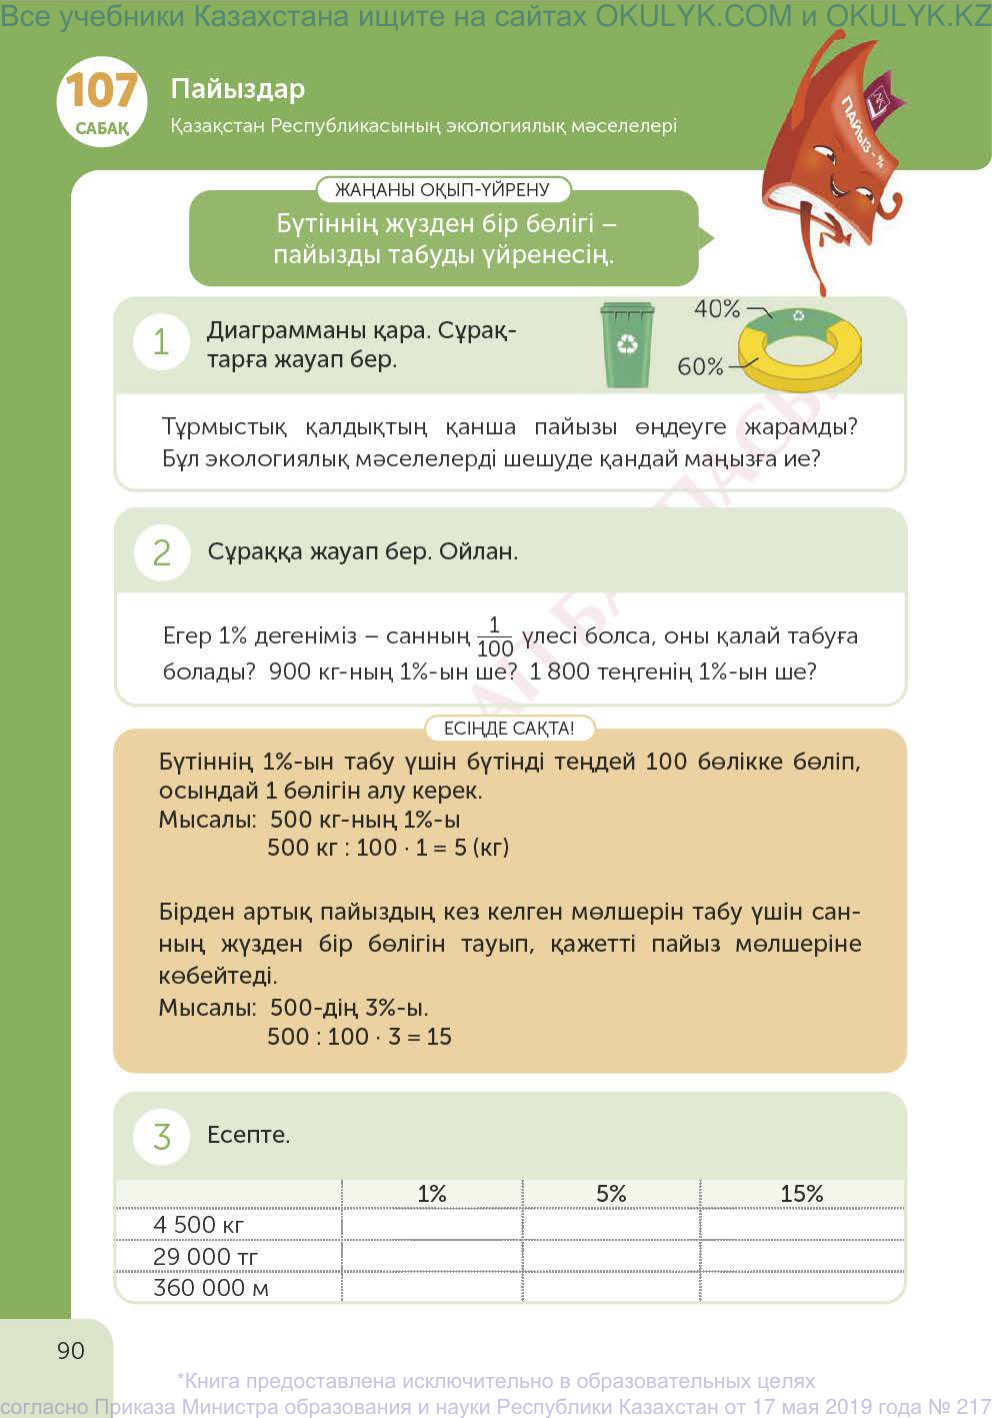 Все учебники Казахстана ищите на сайтах OKULYK.COM и OKULYK.KZ
107
САБАҚ
Пайыздар
Қазақстан Республикасының экологиялық мәселелері
ПАЙЫЗ - %
ЖАҢАНЫ ОҚЫП-ҮЙРЕНУ
Бүтіннің жүзден бір бөлігі –
пайызды табуды үйренесің.
1
Диаграмманы қара. Сұрақ-
тарға жауап бер.
40%
60%
Тұрмыстық қалдықтың қанша пайызы өңдеуге жарамды?
Бұл экологиялық мәселелерді шешуде қандай маңызға ие?
2
Сұраққа жауап бер. Ойлан.
Егер 1% дегеніміз – санның 1/100 үлесі болса, оны қалай табуға
болады? 900 кг-ның 1%-ын ше? 1 800 теңгенің 1%-ын ше?
ЕСІҢДЕ САҚТА!
Бүтіннің 1%-ын табу үшін бүтінді теңдей 100 бөлікке бөліп,
осындай 1 бөлігін алу керек.
Мысалы: 500 кг-ның 1%-ы
500 кг : 100 · 1 = 5 (кг)
Бірден артық пайыздың кез келген мөлшерін табу үшін сан-
ның жүзден бір бөлігін тауып, қажетті пайыз мөлшеріне
көбейтеді.
Мысалы: 500-дің 3%-ы.
500 : 100 · 3 = 15
3
Есепте.
1% 5% 15%
4 500 кг
29 000 тг
360 000 м
90
*Книга предоставлена исключительно в образовательных целях
согласно Приказа Министра образования и науки Республики Казахстан от 17 мая 2019 года № 217